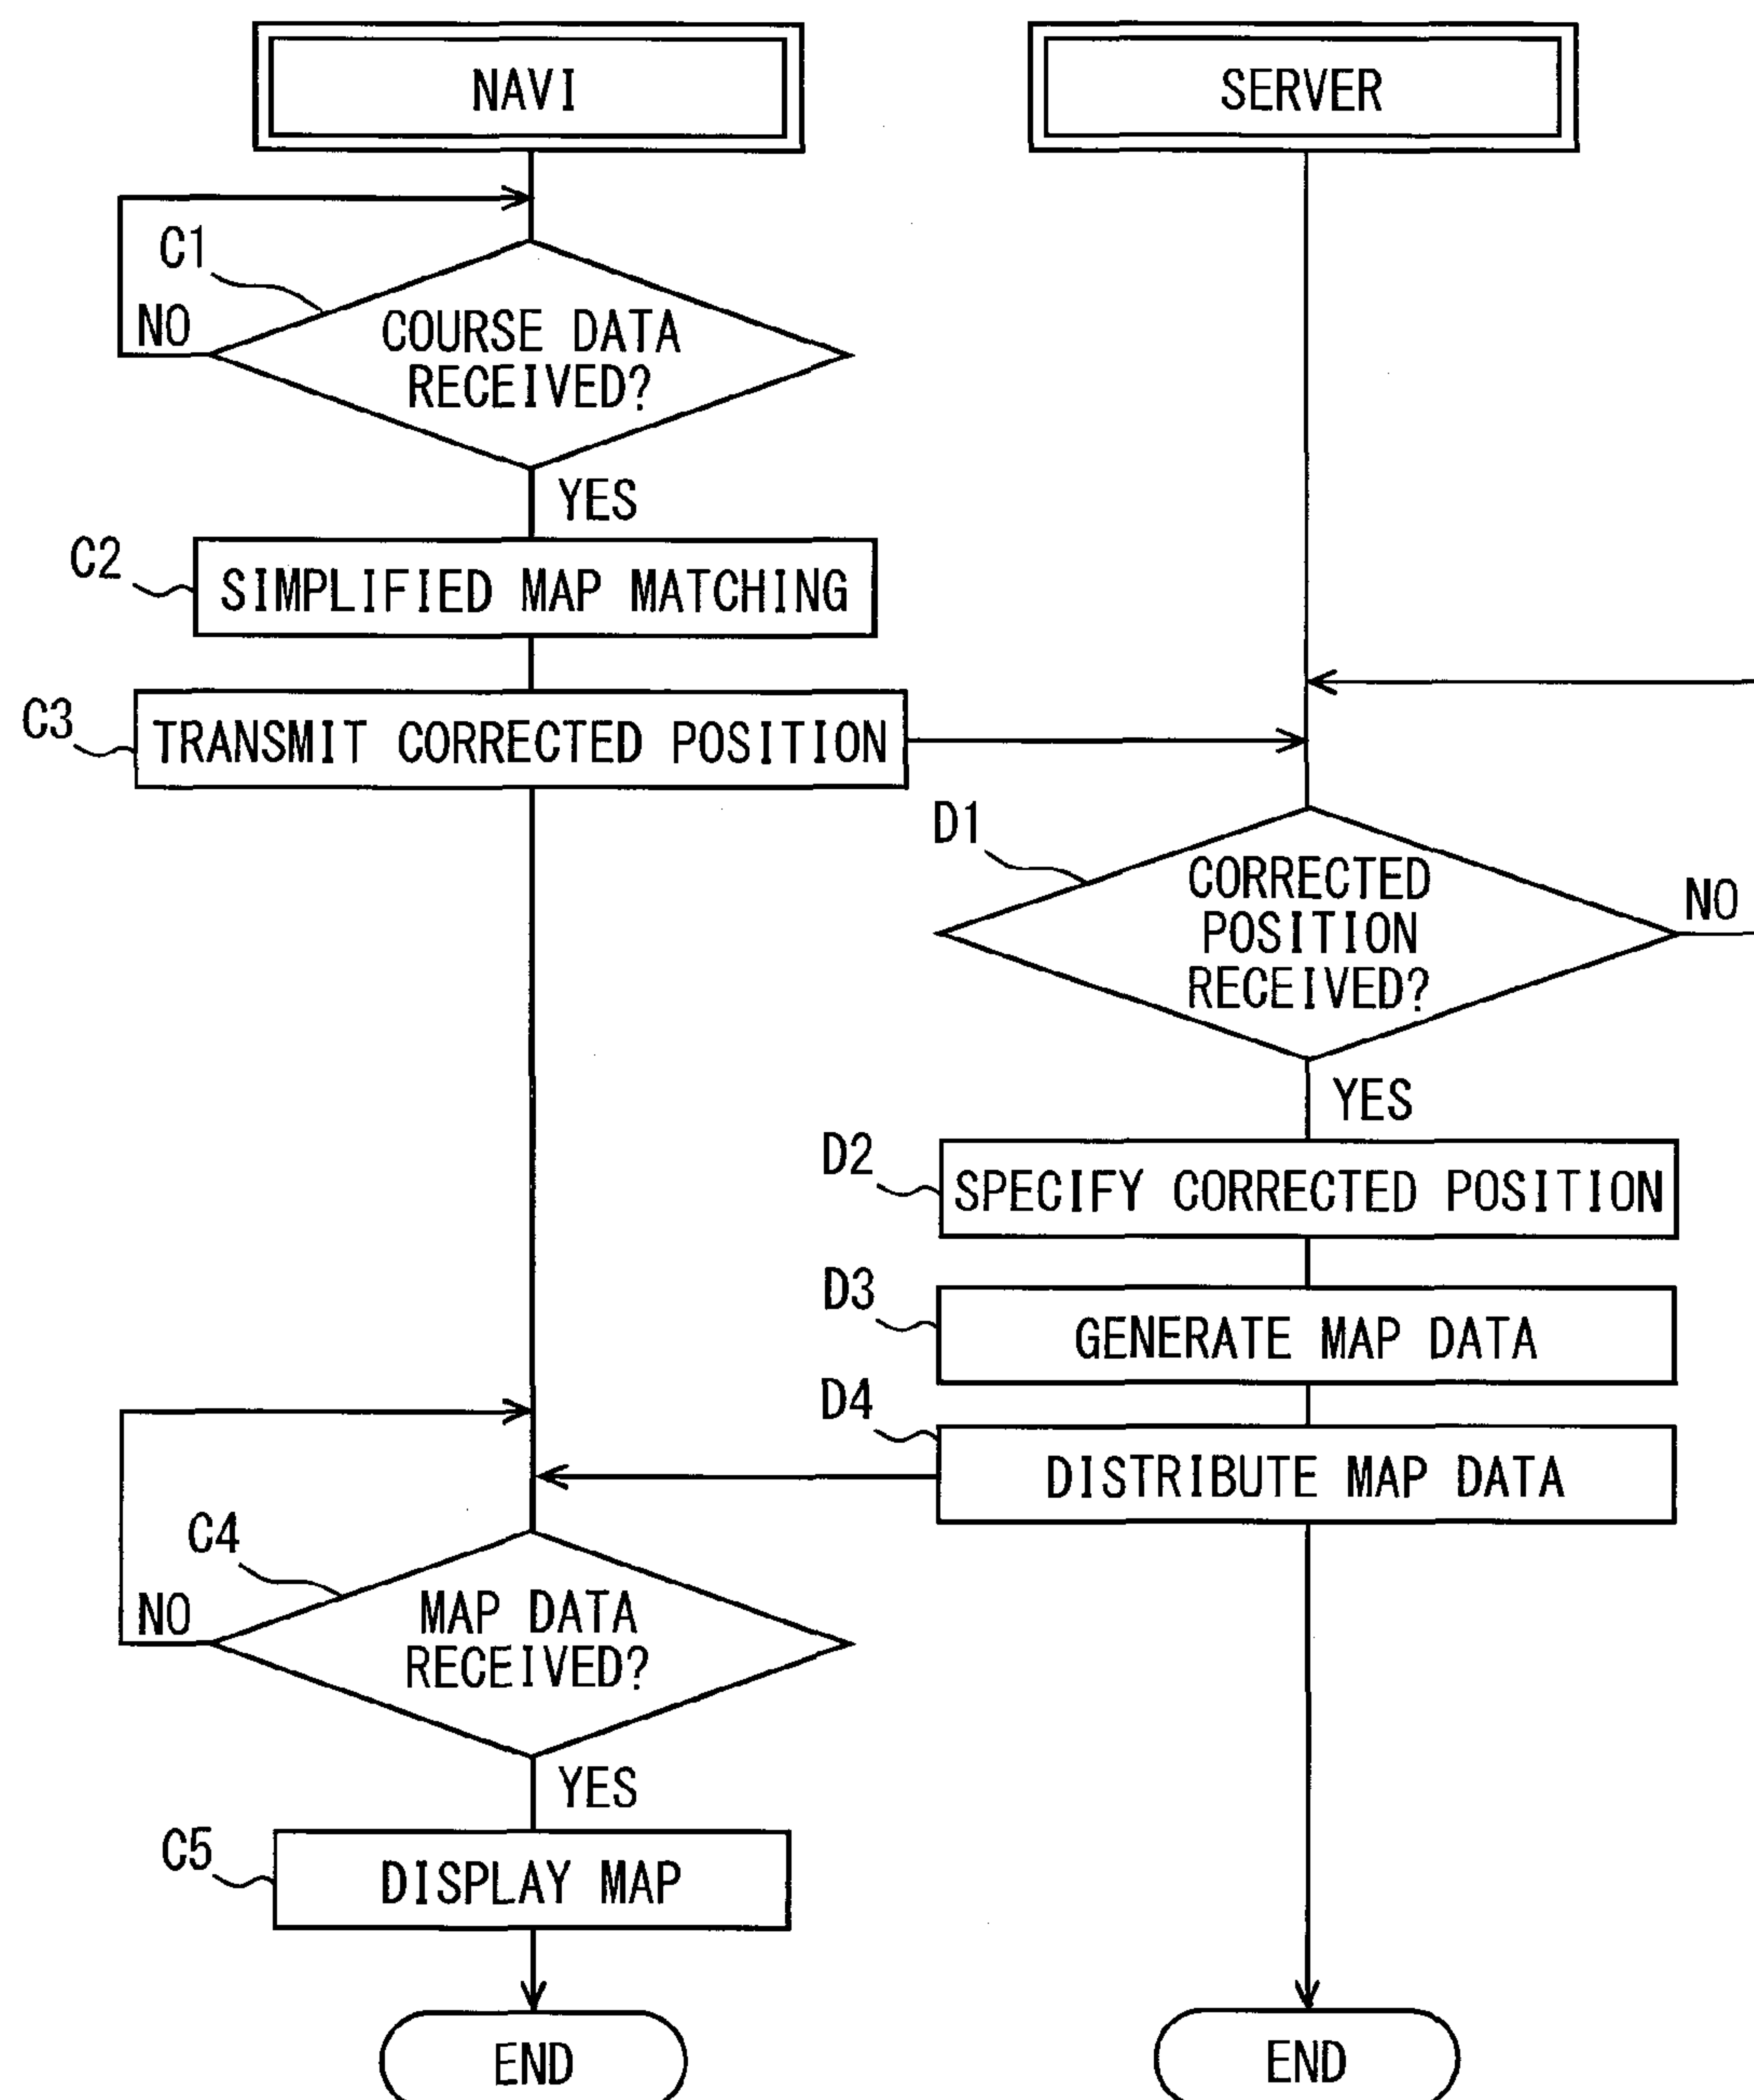 NAVI
SERVER
C1
NO
COURSE DATA
RECEIVED?
YES
C2
SIMPLIFIED MAP MATCHING
C3
TRANSMIT CORRECTED POSITION
D1
CORRECTED
POSITION
RECEIVED?
NO
YES
D2
SPECIFY CORRECTED POSITION
D3
GENERATE MAP DATA
D4
DISTRIBUTE MAP DATA
C4
NO
MAP DATA
RECEIVED?
YES
C5
DISPLAY MAP
END
END